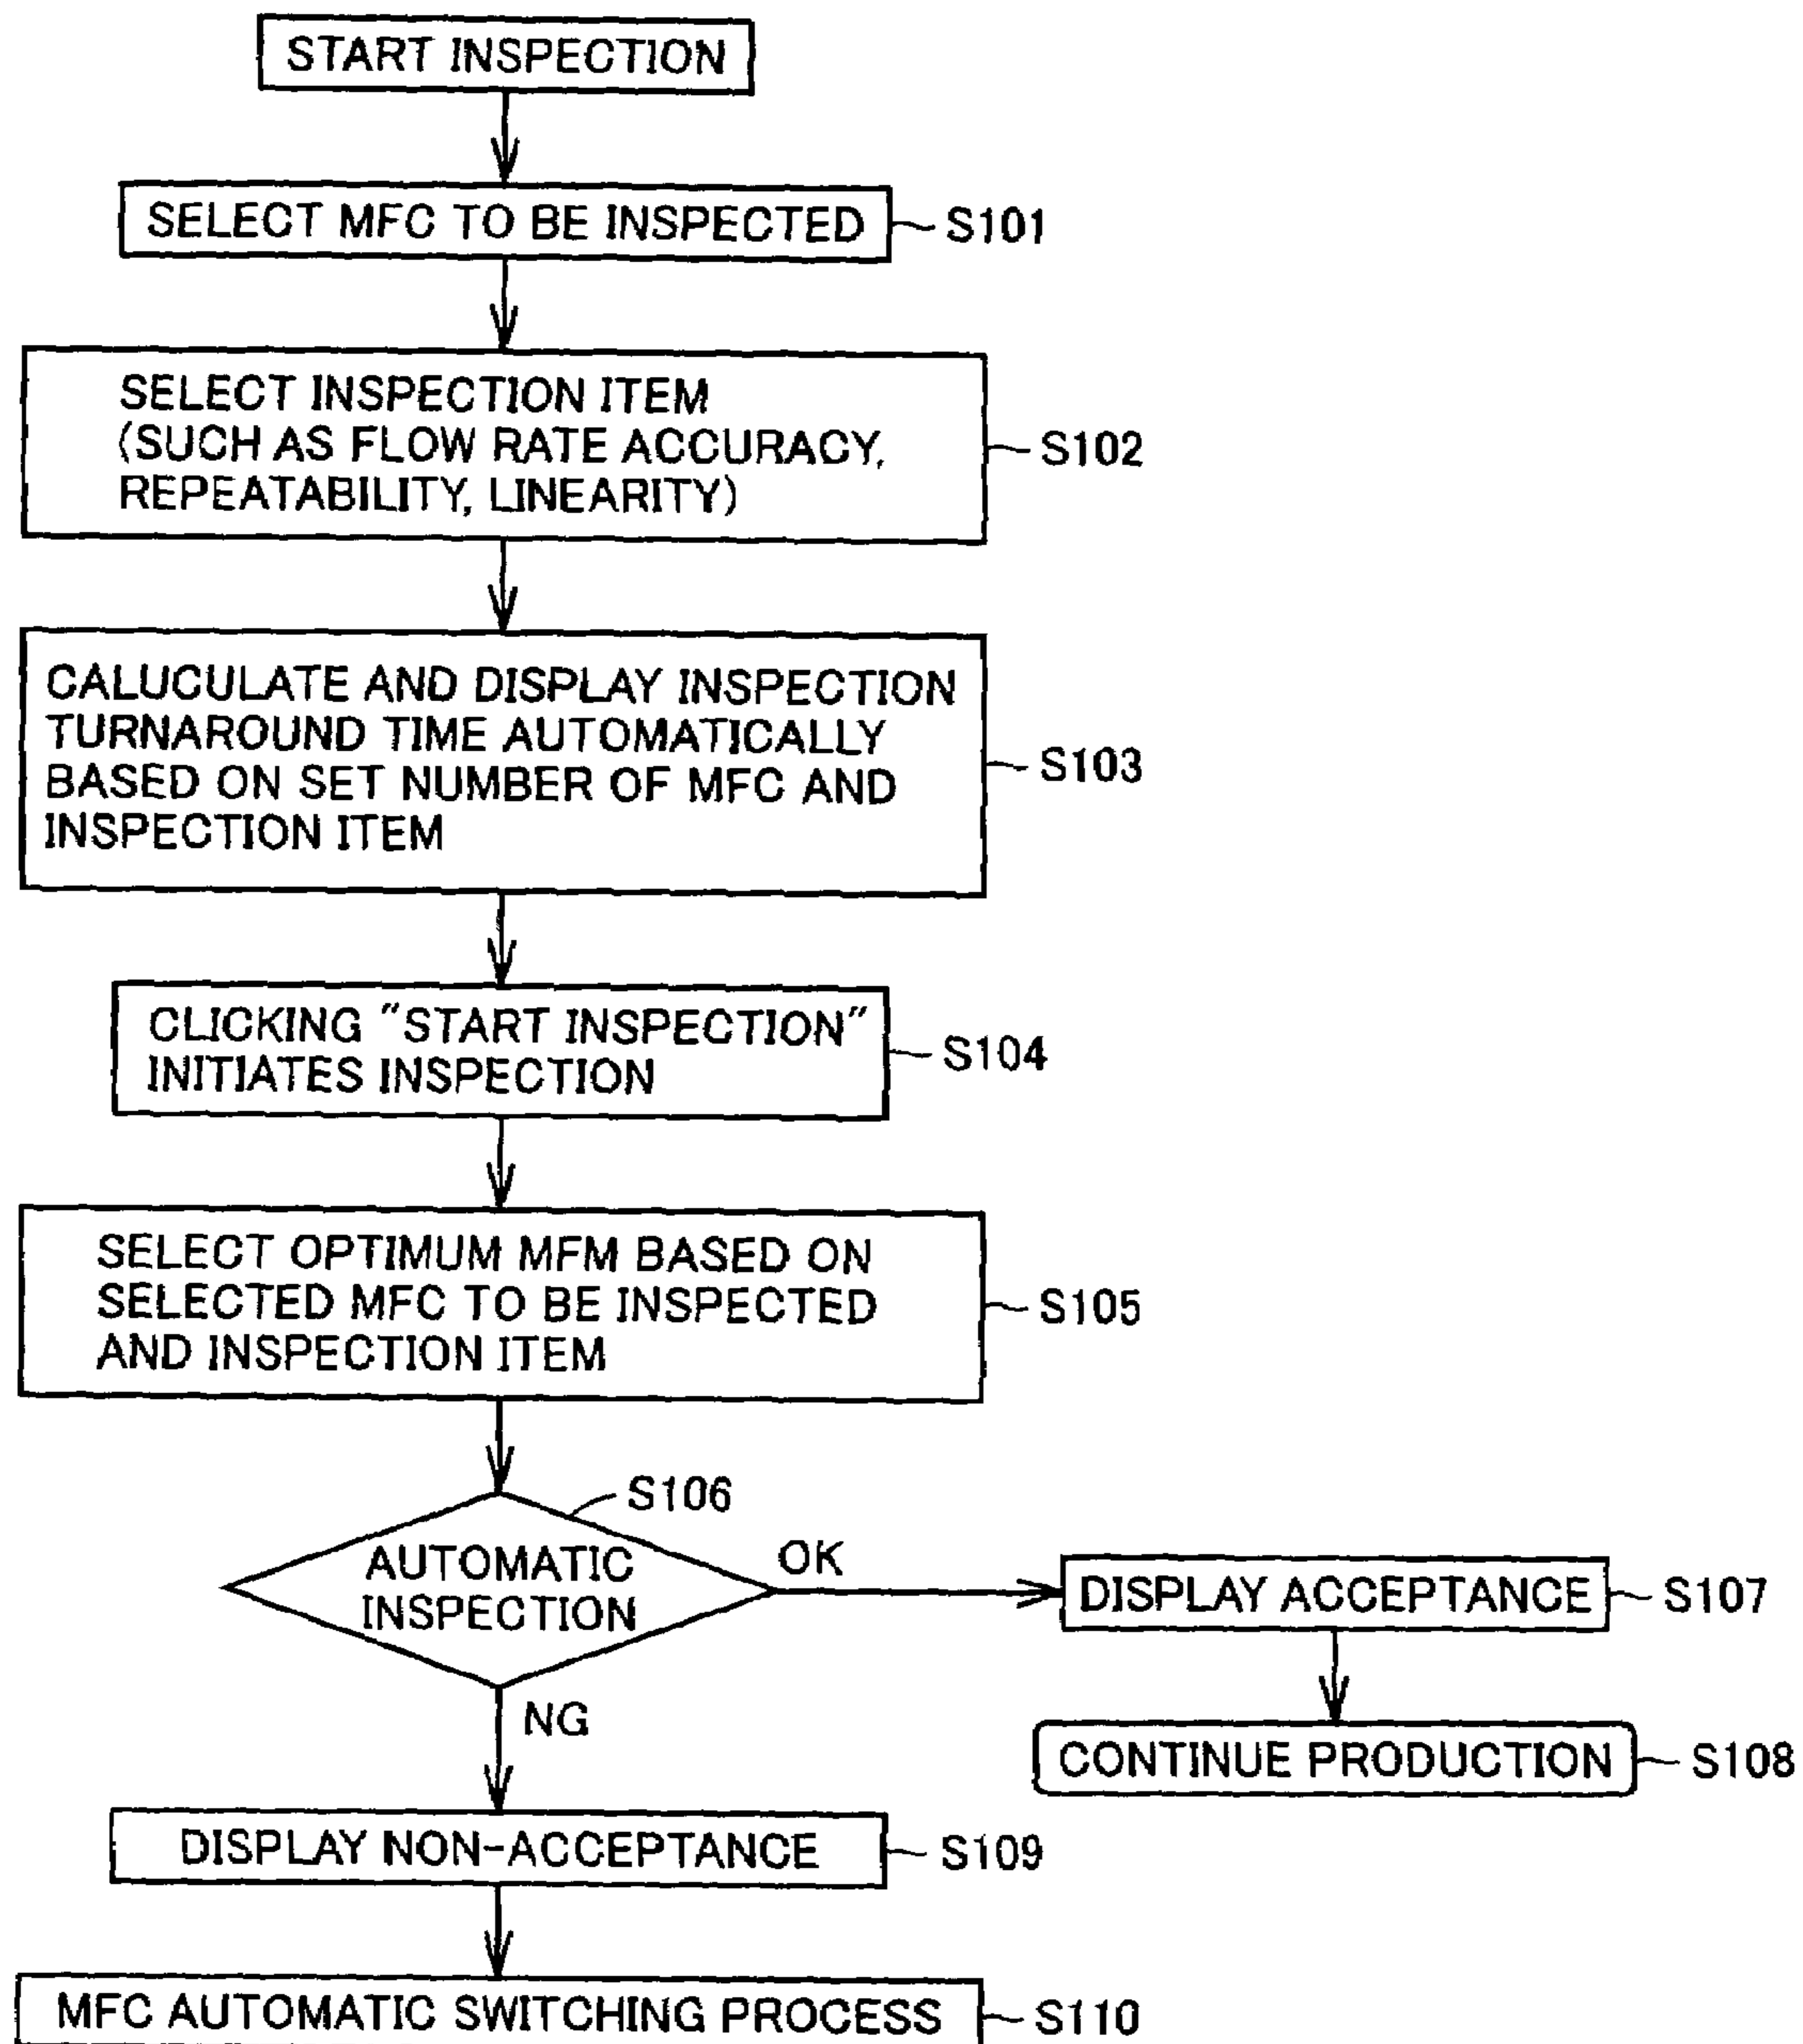 START INSPECTION
SELECT MFC TO BE INSPECTED
S101
SELECT INSPECTION ITEM
(SUCH AS FLOW RATE ACCURACY,
REPEATABILITY, LINEARITY)
S102
CALUCULATE AND DISPLAY INSPECTION
TURNAROUND TIME AUTOMATICALLY
BASED ON SET NUMBER OF MFC AND
INSPECTION ITEM
S103
CLICKING "START INSPECTION"
INITIATES INSPECTION
S104
SELECT OPTIMUM MFM BASED ON
SELECTED MFC TO BE INSPECTED
AND INSPECTION ITEM
S105
S106
AUTOMATIC
INSPECTION
OK
DISPLAY ACCEPTANCE
S107
NG
CONTINUE PRODUCTION
S108
DISPLAY NON-ACCEPTANCE
S109
MFC AUTOMATIC SWITCHING PROCESS
S110